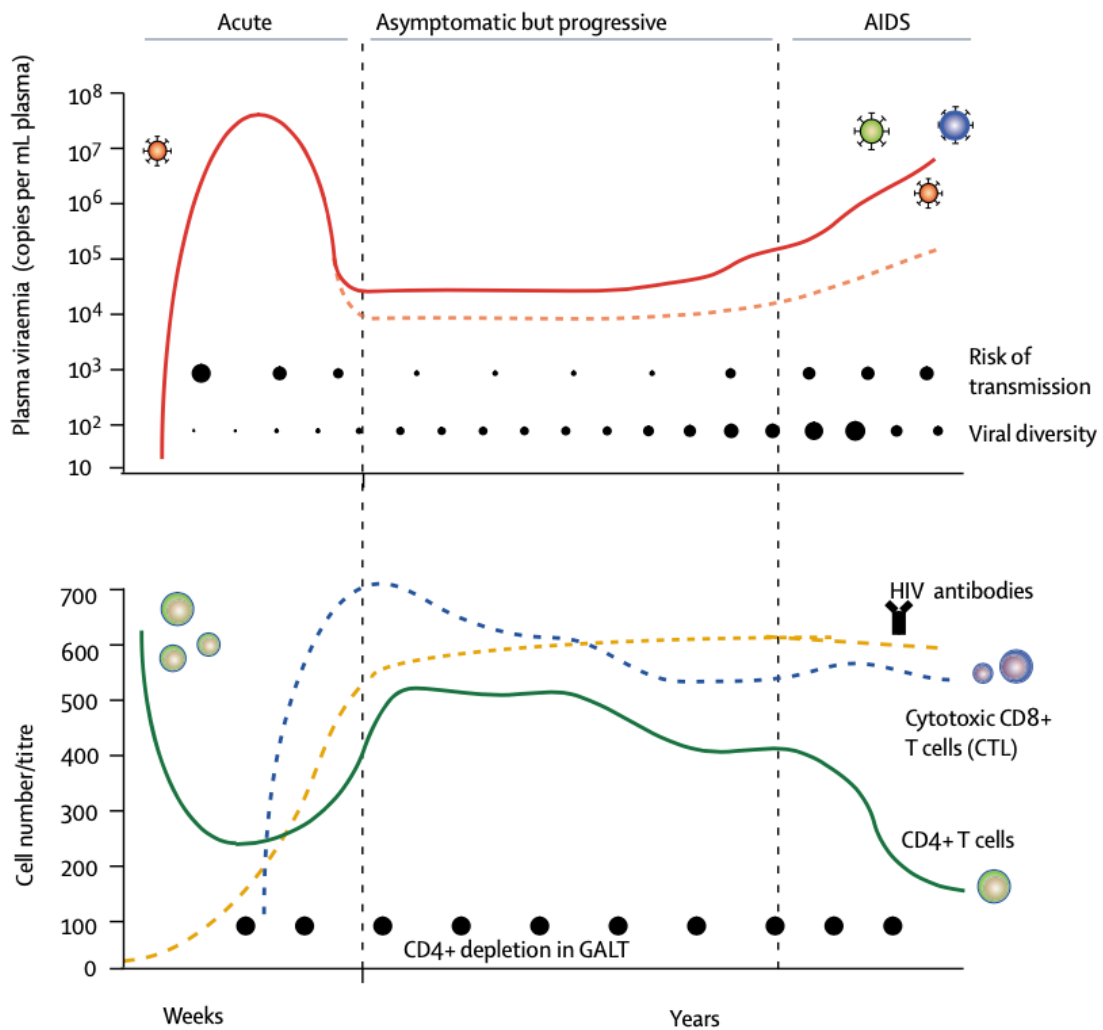 Acute
Asymptomatic but progressive
AIDS
Plasma viraemia (copies per mL plasma)
10⁸
10⁷
10⁶
10⁵
10⁴
10³
10²
10
Risk of
transmission
Viral diversity
Cell number/titre
700
600
500
400
300
200
100
0
HIV antibodies
Cytotoxic CD8+
T cells (CTL)
CD4+ T cells
CD4+ depletion in GALT
Weeks
Years